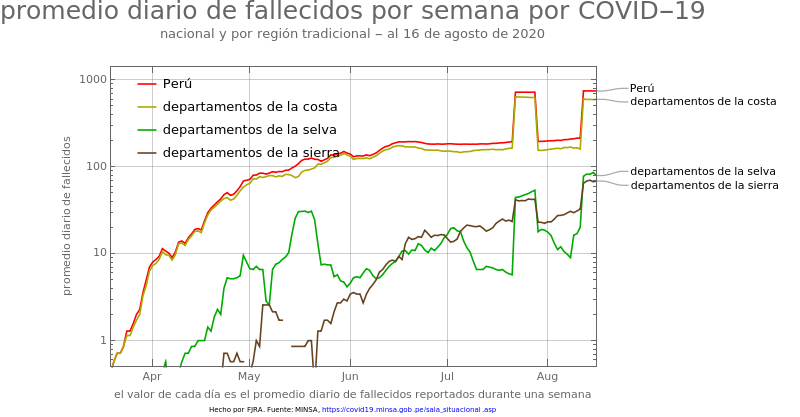 promedio diario de fallecidos por semana por COVID−19
nacional y por región tradicional − al 16 de agosto de 2020
promedio diario de fallecidos
1000
100
10
1
Perú
departamentos de la costa
departamentos de la selva
departamentos de la sierra
Perú
departamentos de la costa
departamentos de la selva
departamentos de la sierra
Apr May Jun Jul Aug
el valor de cada día es el promedio diario de fallecidos reportados durante una semana
Hecho por FJRA. Fuente: MINSA, https://covid19.minsa.gob.pe/sala_situacional.asp